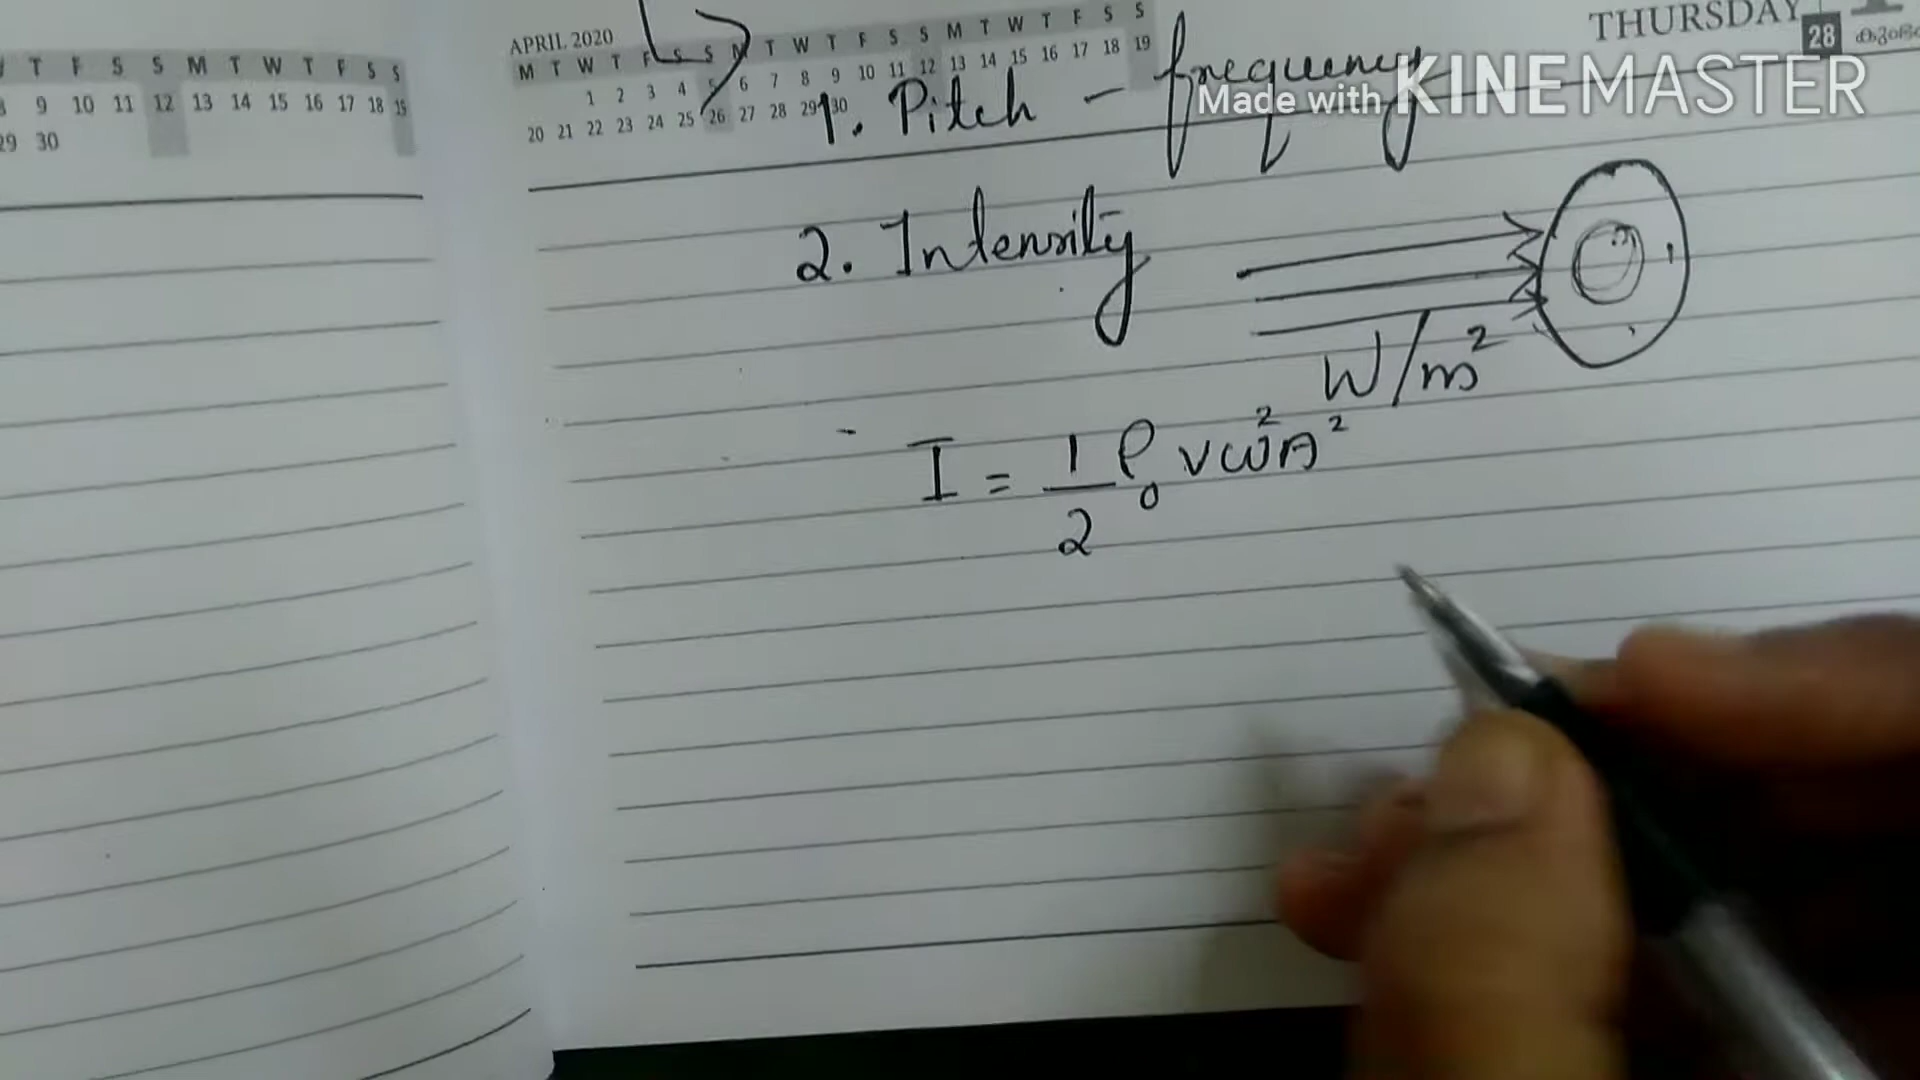 T F S S M T W T F S S
9 10 11 12 13 14 15 16 17 18 19
29 30
APRIL 2020
M T W T F S S M T W T F S S M T W T F S S
1 2 3 4 5 6 7 8 9 10 11 12 13 14 15 16 17 18 19
20 21 22 23 24 25 26 27 28 29 30
THURSDAY
28
Made with KINEMASTER
1. Pitch - frequency
2. Intensity
W/m²
I = 1/2 ρ₀ vω²A²